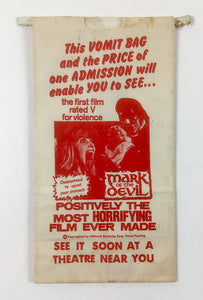 This VOMIT BAG
and the PRICE of
one ADMISSION will
enable YOU to SEE...
the first film
rated V
for violence
Guaranteed
to upset
your stomach
mark
of the
DEVIL
POSITIVELY THE
MOST HORRIFYING
FILM EVER MADE
SEE IT SOON AT A
THEATRE NEAR YOU